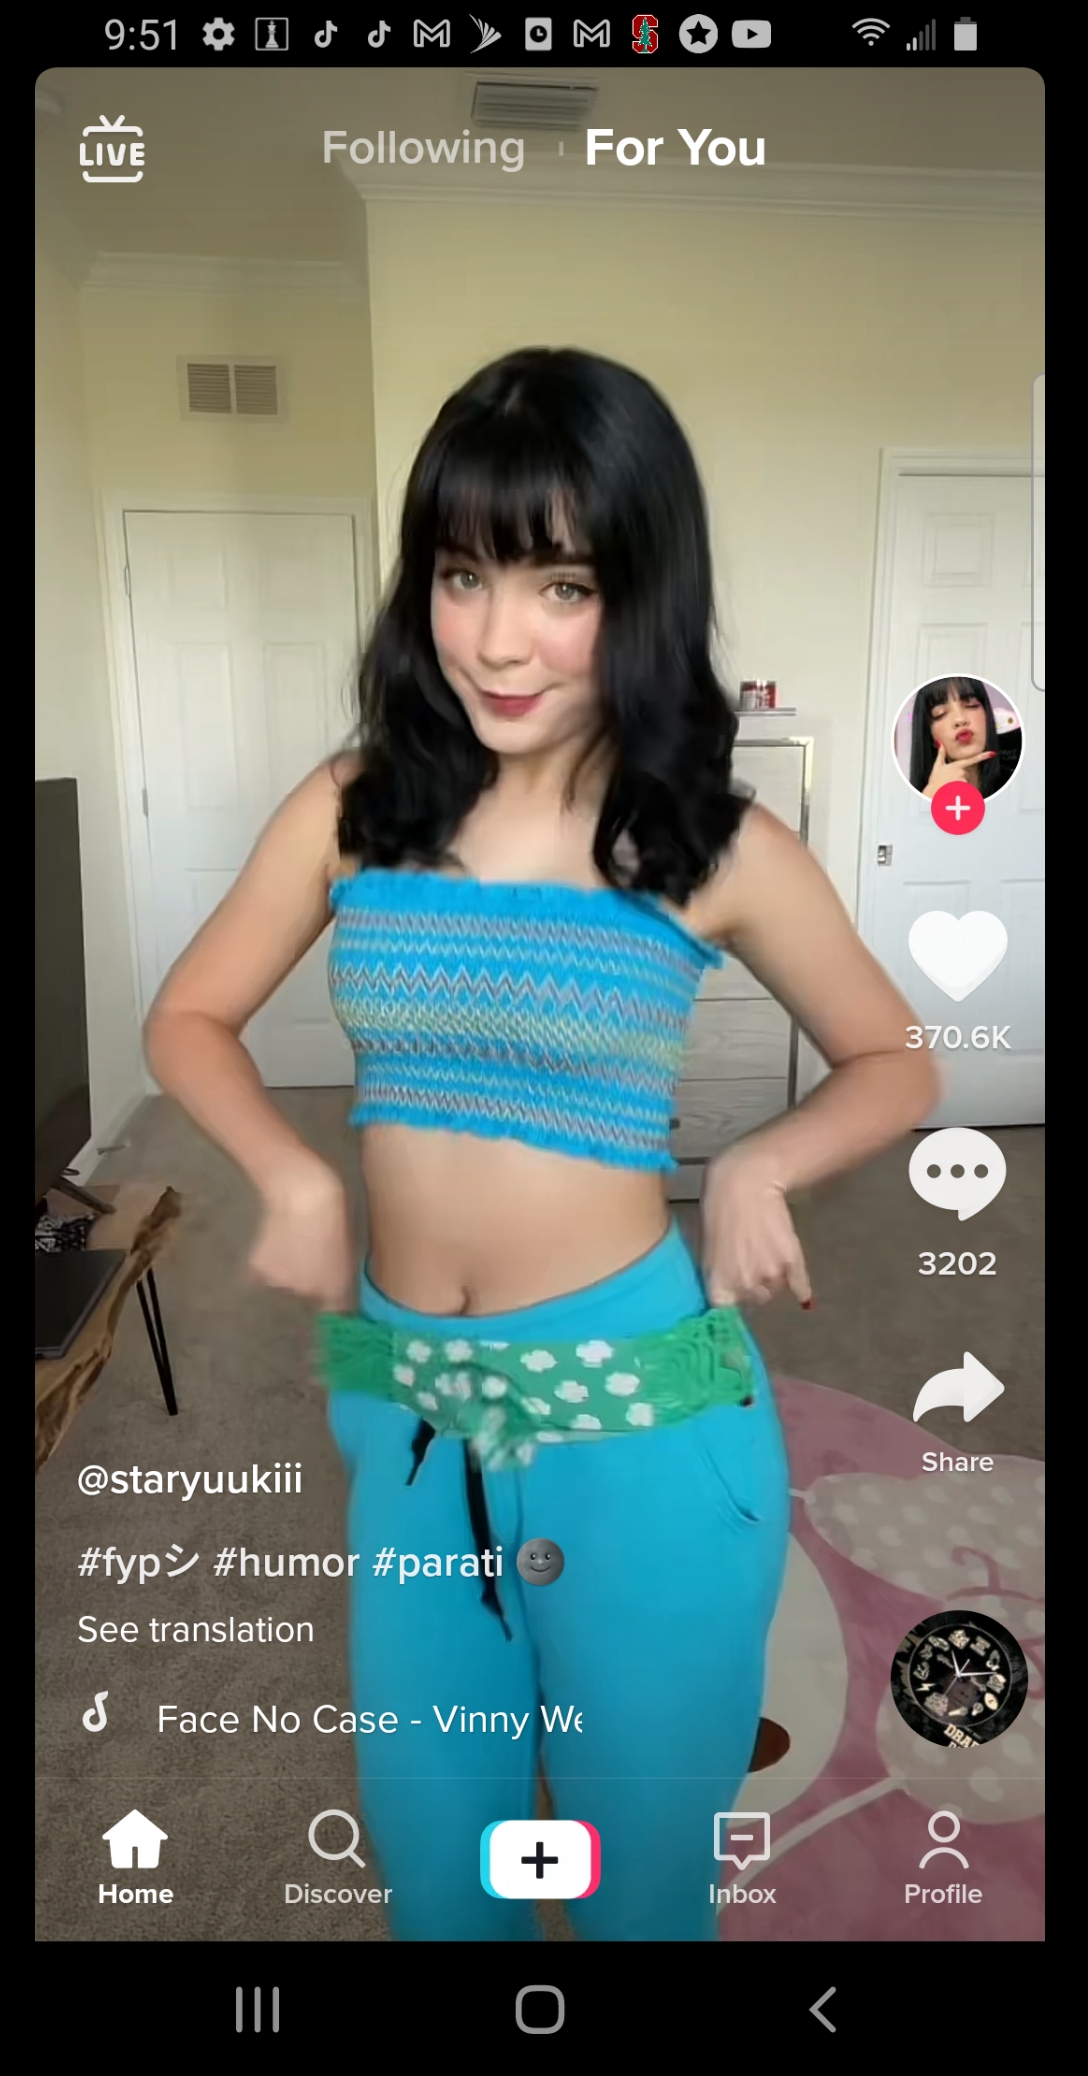 9:51
LIVE
Following
For You
370.6K
3202
Share
@staryuukiii
#fypシ #humor #parati 🌚
See translation
Face No Case - Vinny We
Home
Discover
Inbox
Profile